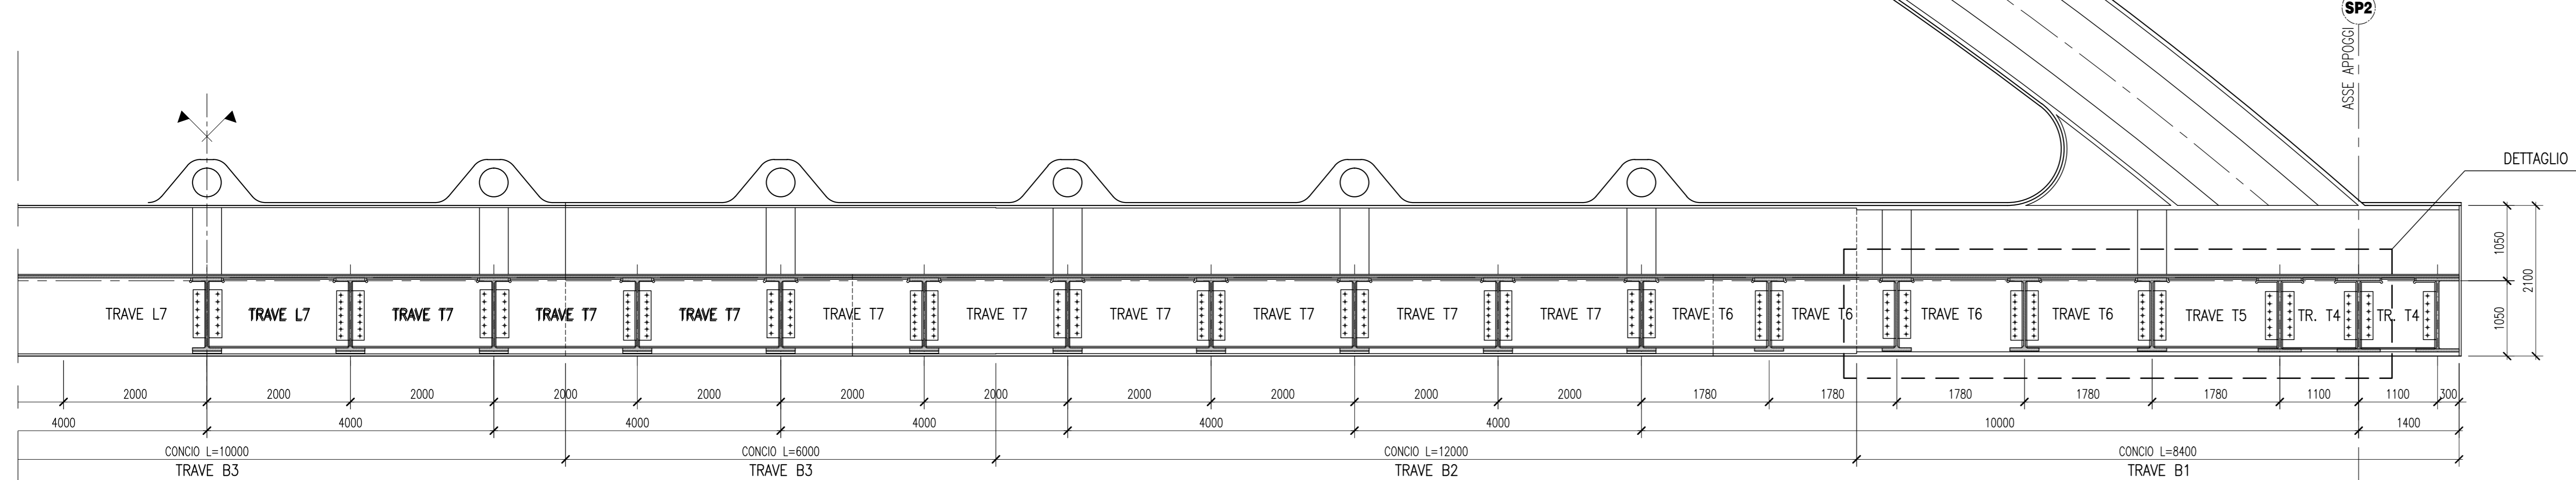 SP2
ASSE APPOGGI
DETTAGLIO
1050
2100
1050
TRAVE L7 TRAVE L7 TRAVE T7 TRAVE T7 TRAVE T7 TRAVE T7 TRAVE T7 TRAVE T7 TRAVE T7 TRAVE T7 TRAVE T7 TRAVE T6 TRAVE T6 TRAVE T6 TRAVE T6 TRAVE T5 TR. T4 TR. T4
2000 2000 2000 2000 2000 2000 2000 2000 2000 2000 2000 1780 1780 1780 1780 1780 1100 1100 300
4000 4000 4000 4000 4000 4000 10000 1400
CONCIO L=10000 CONCIO L=6000 CONCIO L=12000 CONCIO L=8400
TRAVE B3 TRAVE B3 TRAVE B2 TRAVE B1